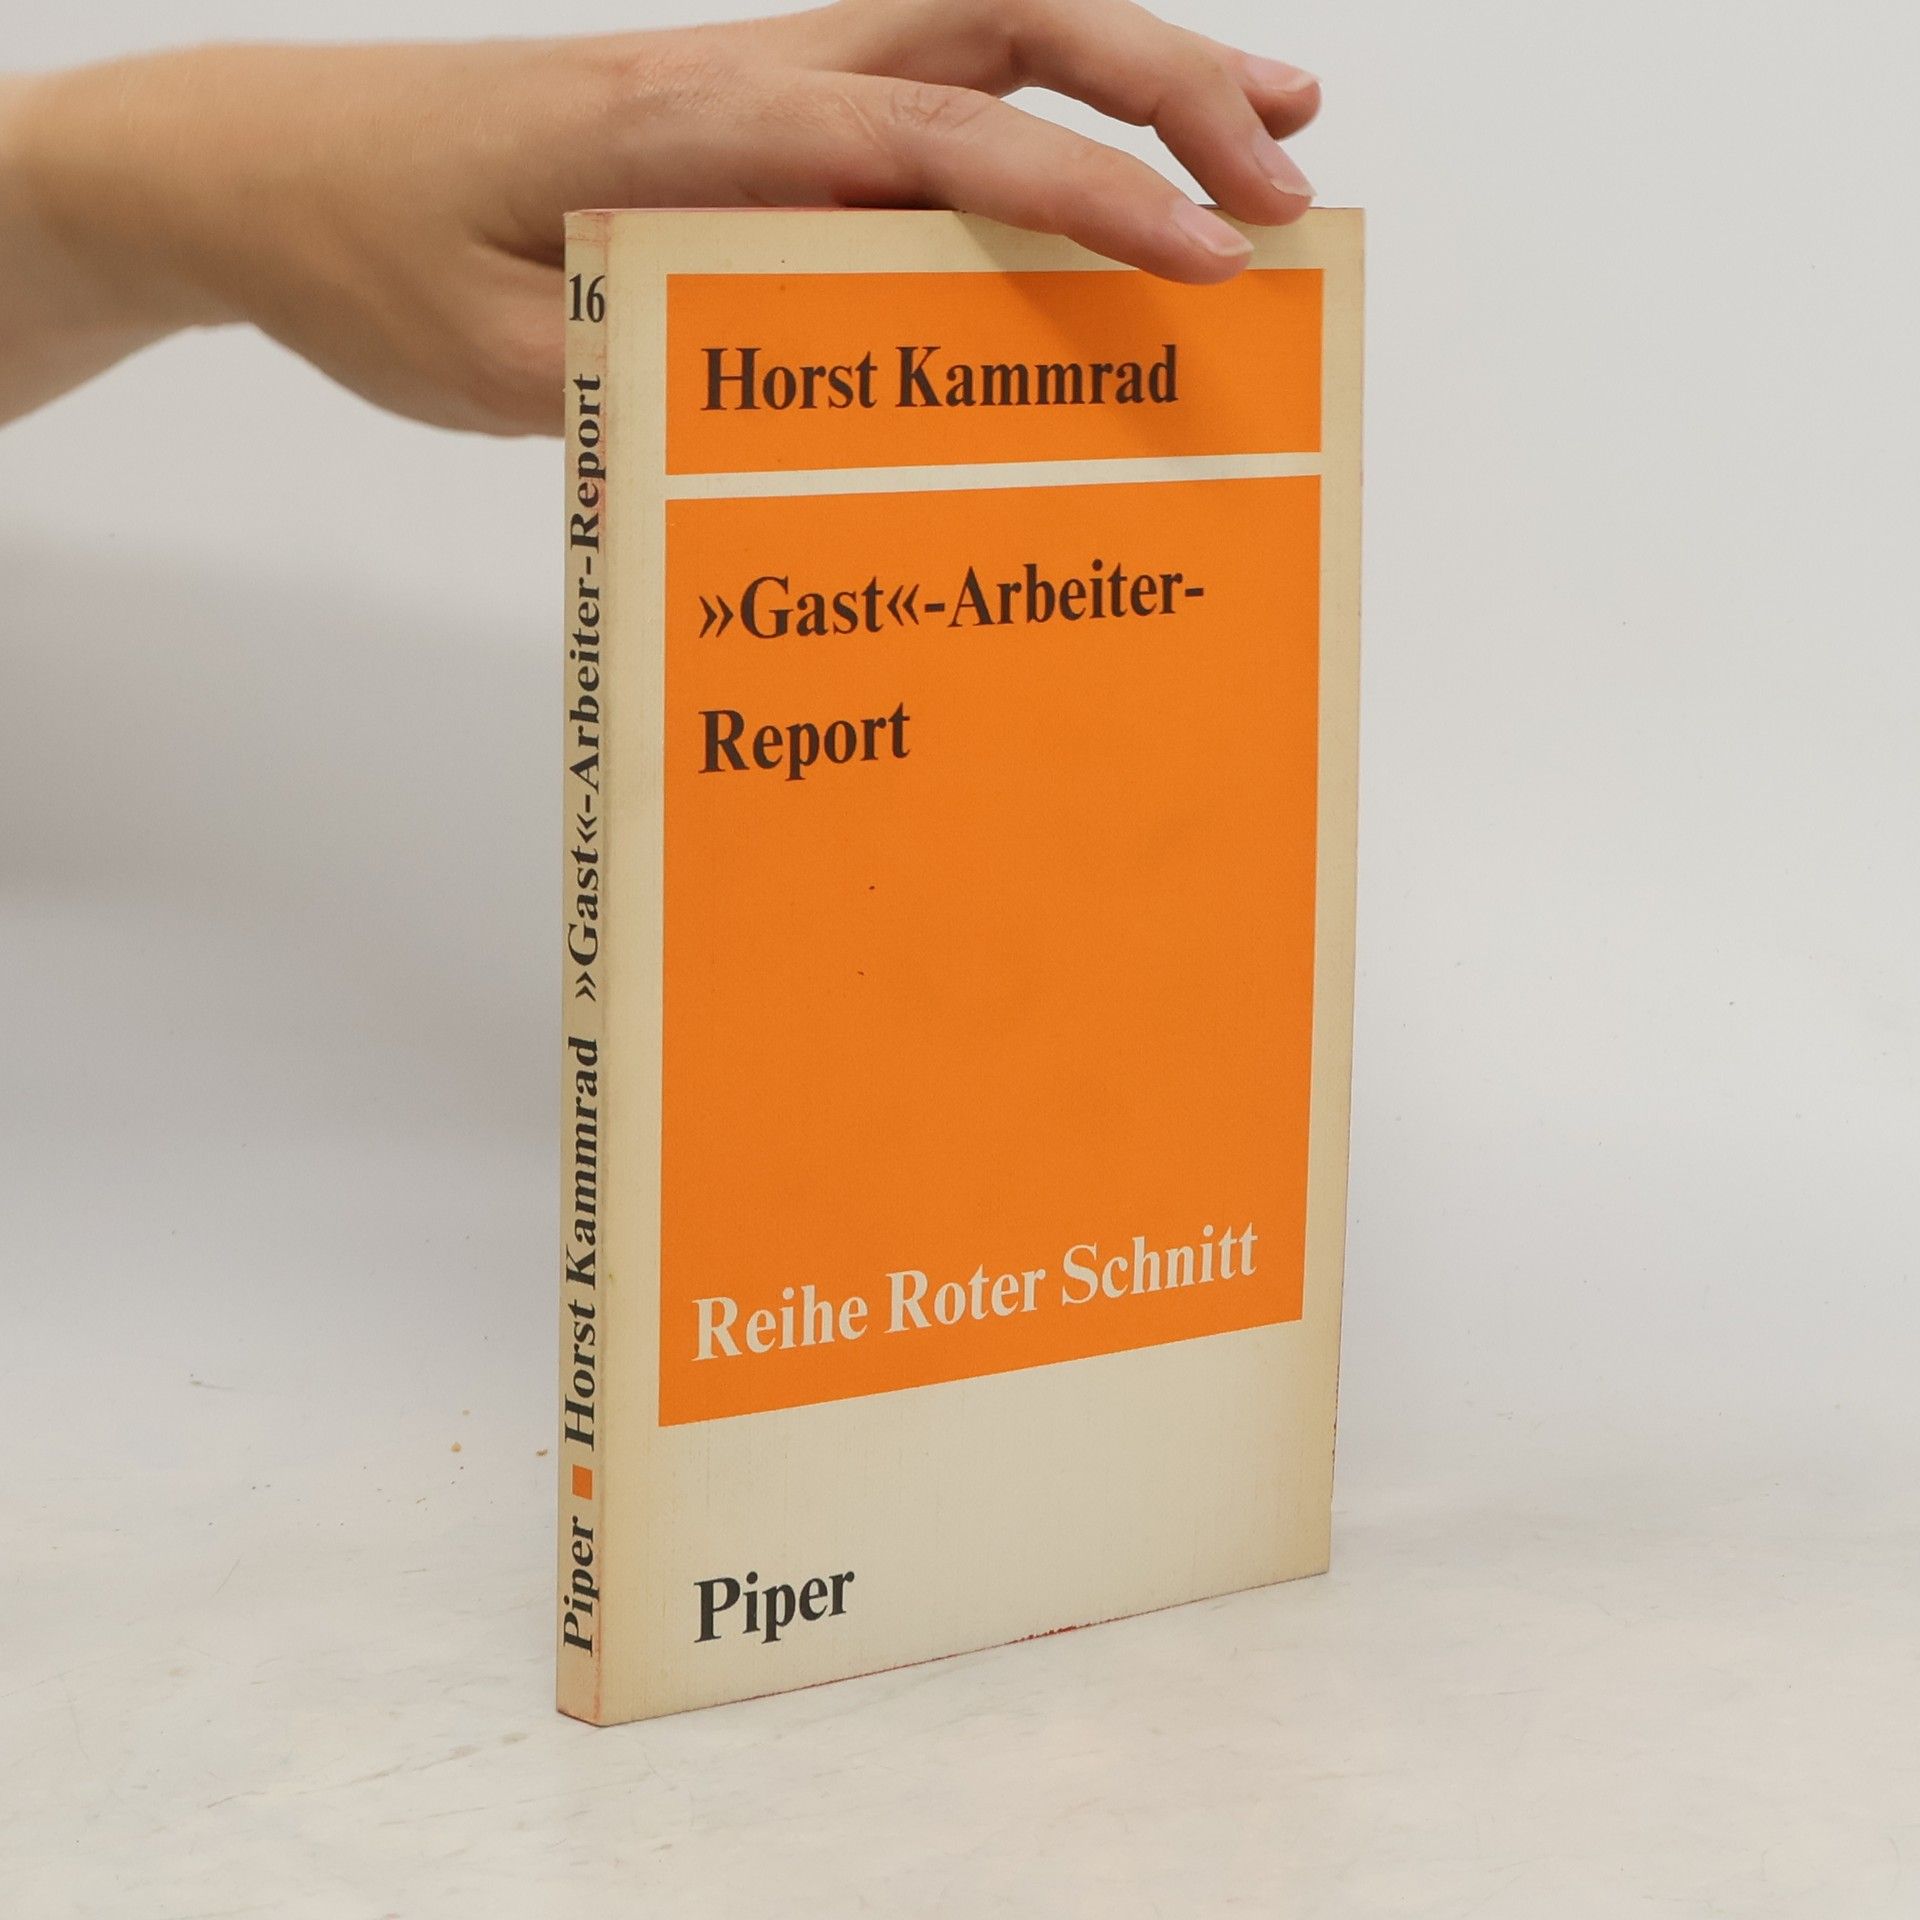 16
Piper ■ Horst Kammrad »Gast«-Arbeiter-Report
Horst Kammrad
»Gast«-Arbeiter-
Report
Reihe Roter Schnitt
Piper